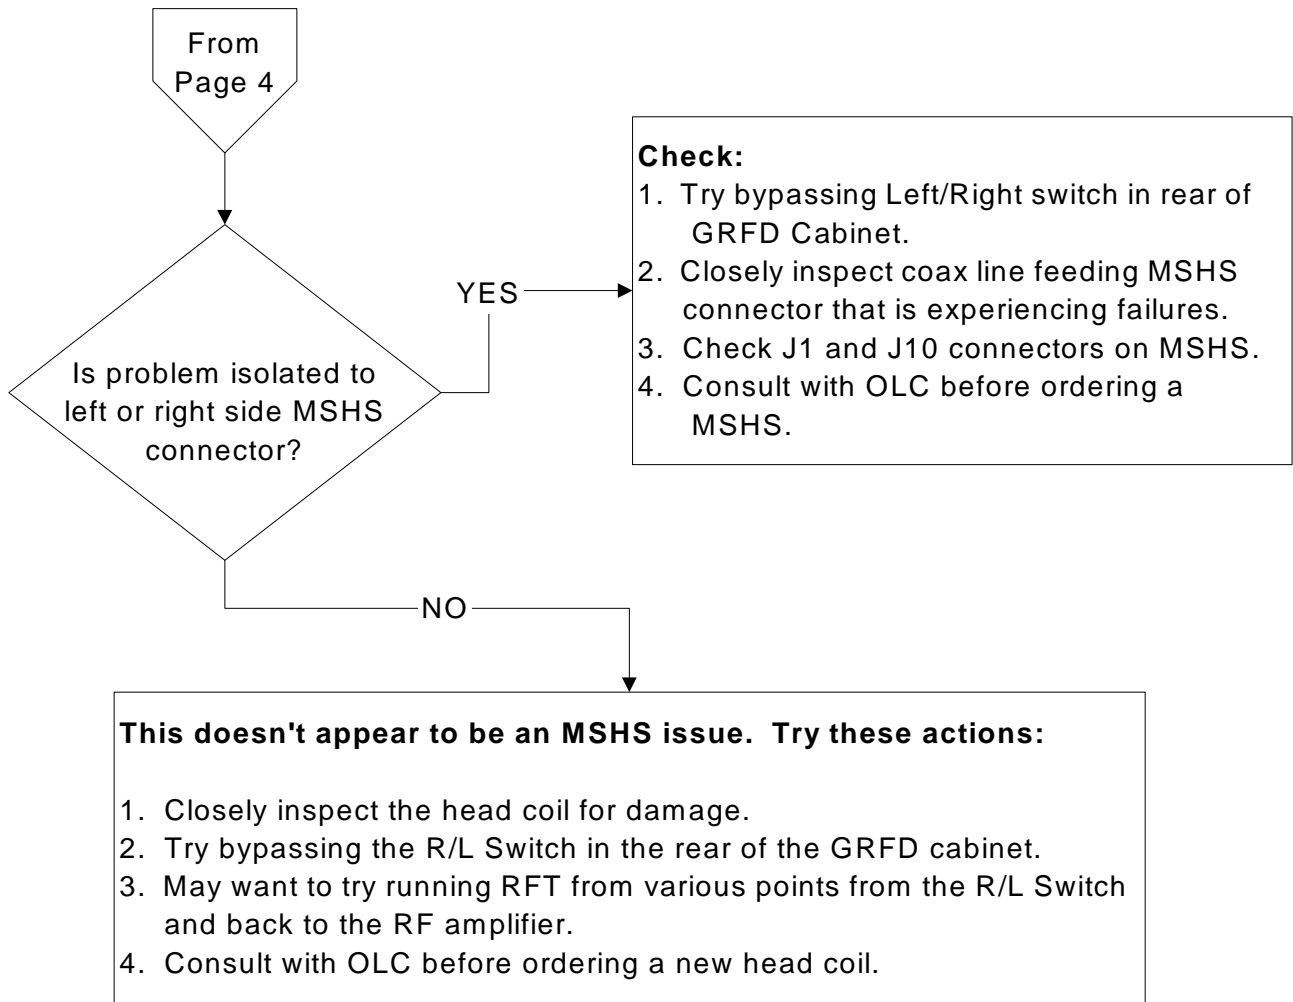 From
Page 4
Check:
1. Try bypassing Left/Right switch in rear of
GRFD Cabinet.
2. Closely inspect coax line feeding MSHS
connector that is experiencing failures.
3. Check J1 and J10 connectors on MSHS.
4. Consult with OLC before ordering a
MSHS.
YES
Is problem isolated to
left or right side MSHS
connector?
NO
This doesn't appear to be an MSHS issue. Try these actions:
1. Closely inspect the head coil for damage.
2. Try bypassing the R/L Switch in the rear of the GRFD cabinet.
3. May want to try running RFT from various points from the R/L Switch
and back to the RF amplifier.
4. Consult with OLC before ordering a new head coil.